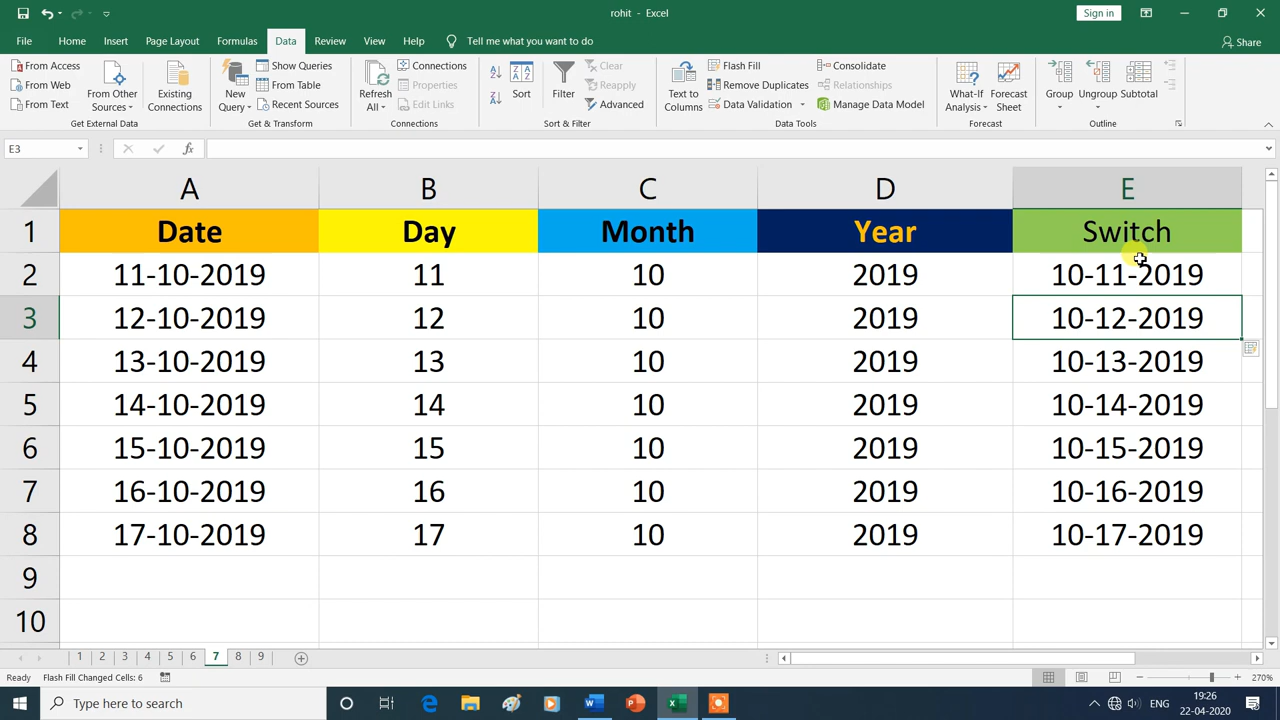 rohit - Excel
Sign in
File Home Insert Page Layout Formulas Data Review View Help Tell me what you want to do Share
From Access
From Web
From Text
From Other Sources
Existing Connections
Get External Data
New Query
Show Queries
From Table
Recent Sources
Get & Transform
Refresh All
Connections
Properties
Edit Links
Connections
Sort
Filter
Clear
Reapply
Advanced
Sort & Filter
Text to Columns
Flash Fill
Remove Duplicates
Data Validation
Consolidate
Relationships
Manage Data Model
Data Tools
What-If Analysis
Forecast Sheet
Forecast
Group
Ungroup
Subtotal
Outline
E3 fx
A B C D E
1 Date Day Month Year Switch
2 11-10-2019 11 10 2019 10-11-2019
3 12-10-2019 12 10 2019 10-12-2019
4 13-10-2019 13 10 2019 10-13-2019
5 14-10-2019 14 10 2019 10-14-2019
6 15-10-2019 15 10 2019 10-15-2019
7 16-10-2019 16 10 2019 10-16-2019
8 17-10-2019 17 10 2019 10-17-2019
9
10
1 2 3 4 5 6 7 8 9
Ready Flash Fill Changed Cells: 6 270%
Type here to search
ENG
19:26
22-04-2020